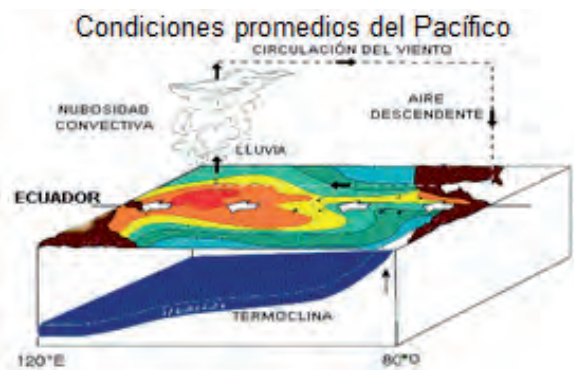 Condiciones promedios del Pacífico
CIRCULACIÓN DEL VIENTO
NUBOSIDAD
CONVECTIVA
AIRE
DESCENDENTE
LLUVIA
ECUADOR
TERMOCLINA
120°E
80°O